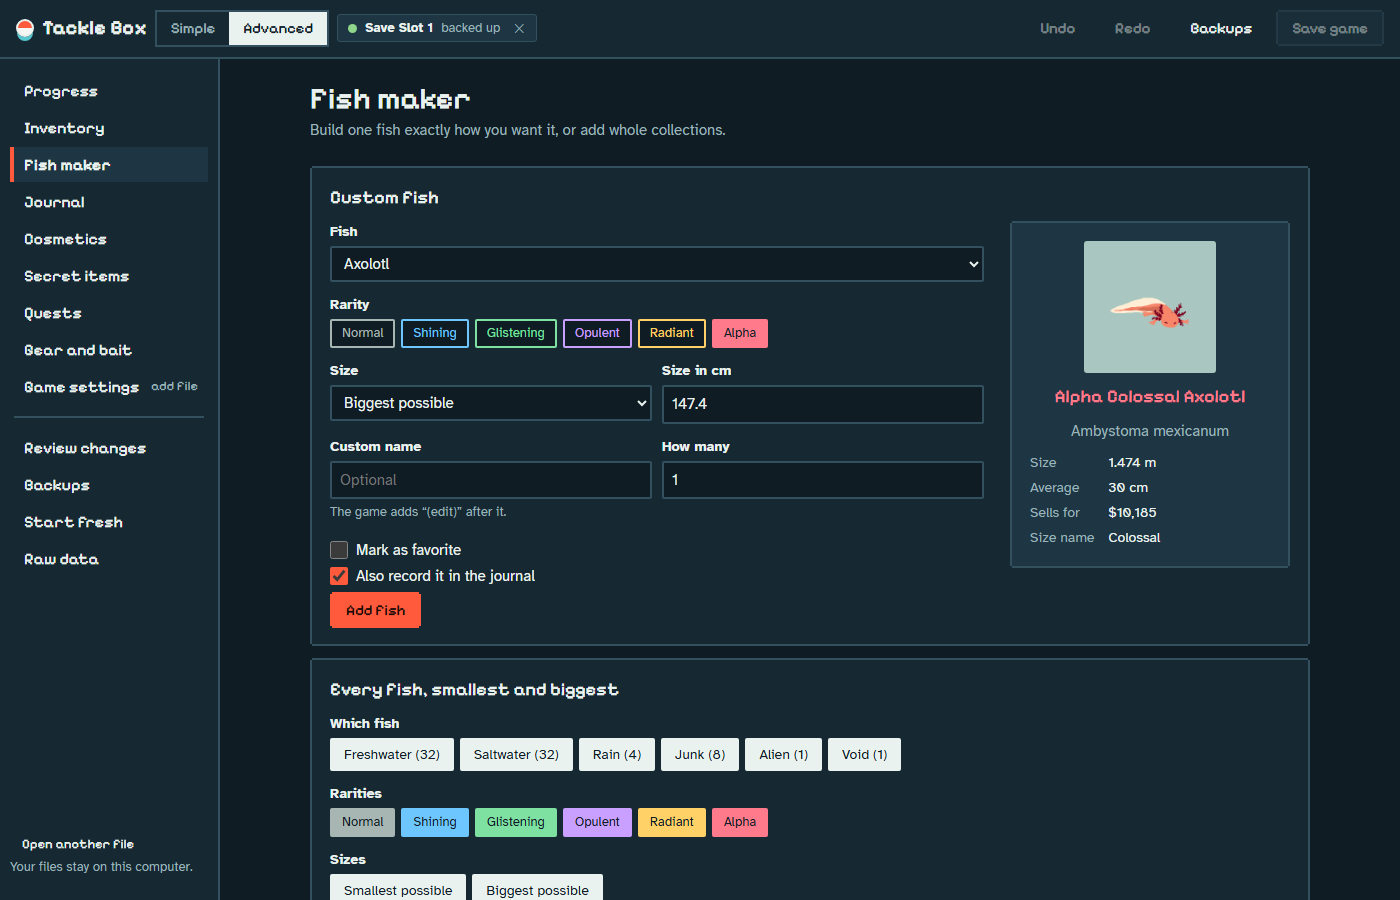 Tackle Box
Simple
Advanced
Save Slot 1 backed up
Undo
Redo
Backups
Save game
Progress
Inventory
Fish maker
Journal
Cosmetics
Secret items
Quests
Gear and bait
Game settings add file
Review changes
Backups
Start fresh
Raw data
Open another file
Your files stay on this computer.
Fish maker
Build one fish exactly how you want it, or add whole collections.
Custom fish
Fish
Axolotl
Rarity
Normal
Shining
Glistening
Opulent
Radiant
Alpha
Size
Size in cm
Biggest possible
147.4
Custom name
How many
Optional
1
The game adds “(edit)” after it.
Mark as favorite
Also record it in the journal
Add fish
Alpha Colossal Axolotl
Ambystoma mexicanum
Size 1.474 m
Average 30 cm
Sells for $10,185
Size name Colossal
Every fish, smallest and biggest
Which fish
Freshwater (32)
Saltwater (32)
Rain (4)
Junk (8)
Alien (1)
Void (1)
Rarities
Normal
Shining
Glistening
Opulent
Radiant
Alpha
Sizes
Smallest possible
Biggest possible